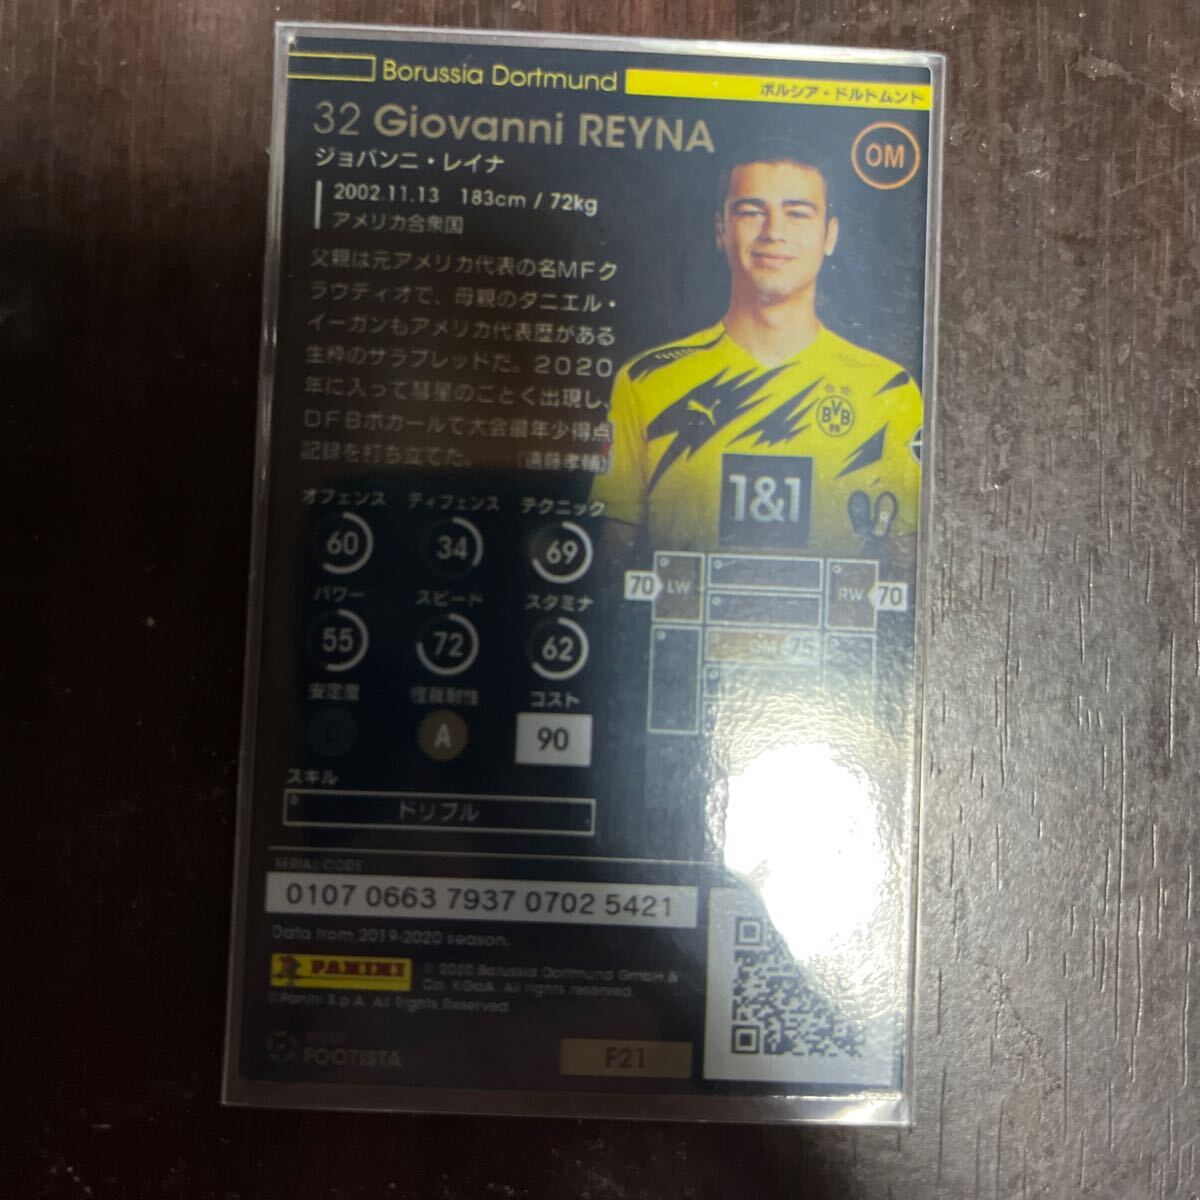 Borussia Dortmund
ボルシア・ドルトムント
32 Giovanni REYNA
OM
ジョバンニ・レイナ
2002.11.13 183cm / 72kg
アメリカ合衆国
父親は元アメリカ代表の名MFク
ラウディオで、母親のダニエル・
イーガンもアメリカ代表歴がある
生粋のサラブレッドだ。2020
年に入って彗星のごとく出現し、
DFBポカールで大会最年少得点
記録を打ち立てた。 (遠藤孝輔)
BVB
09
1&1
オフェンス ディフェンス テクニック
60 34 69
パワー スピード スタミナ
55 72 62
安定度 怪我耐性 コスト
C A 90
70 LW RW 70
OM 75
スキル
ドリブル
SERIAL CODE
0107 0663 7937 0702 5421
Data from 2019-2020 season.
PANINI
© 2020 Borussia Dortmund GmbH &
Co. KGaA. All rights reserved.
©Panini S.p.A. All Rights Reserved.
FOOTISTA
F21